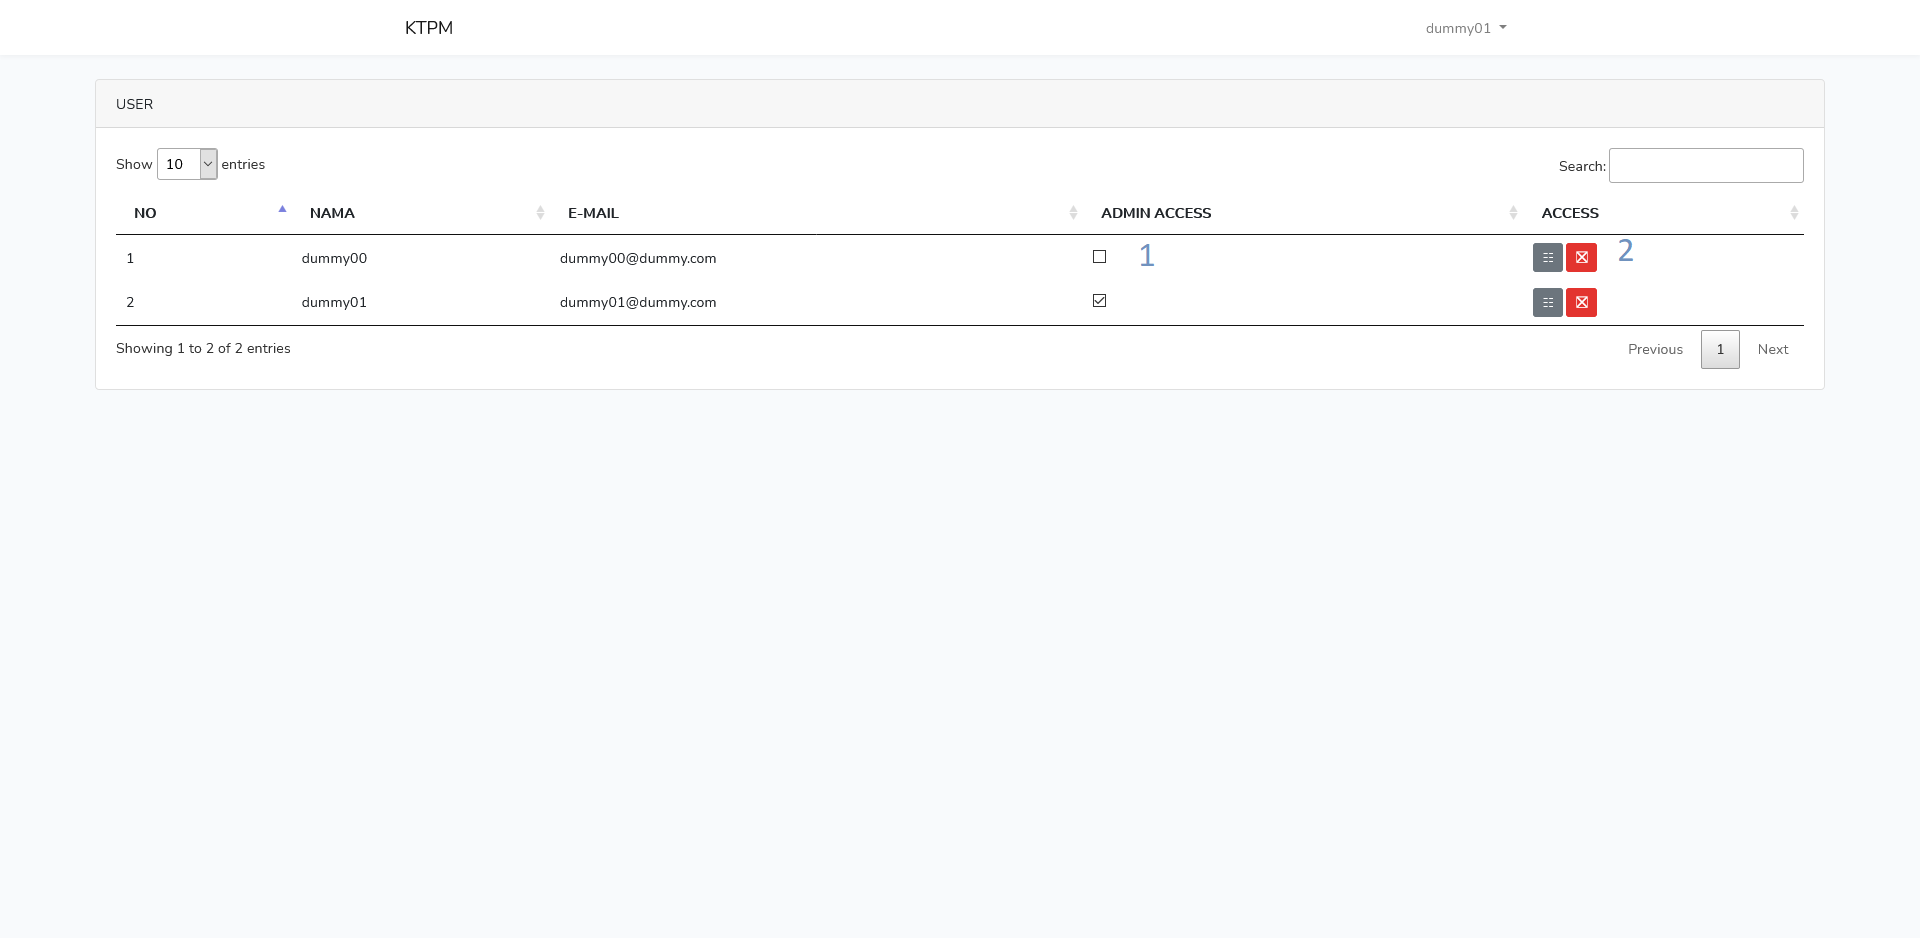 KTPM dummy01
USER
Show 10 entries Search:
NO NAMA E-MAIL ADMIN ACCESS ACCESS
1 dummy00 dummy00@dummy.com 1 2
2 dummy01 dummy01@dummy.com
Showing 1 to 2 of 2 entries Previous 1 Next